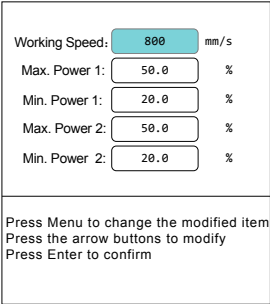 Working Speed: 800 mm/s
Max. Power 1: 50.0 %
Min. Power 1: 20.0 %
Max. Power 2: 50.0 %
Min. Power 2: 20.0 %
Press Menu to change the modified item
Press the arrow buttons to modify
Press Enter to confirm